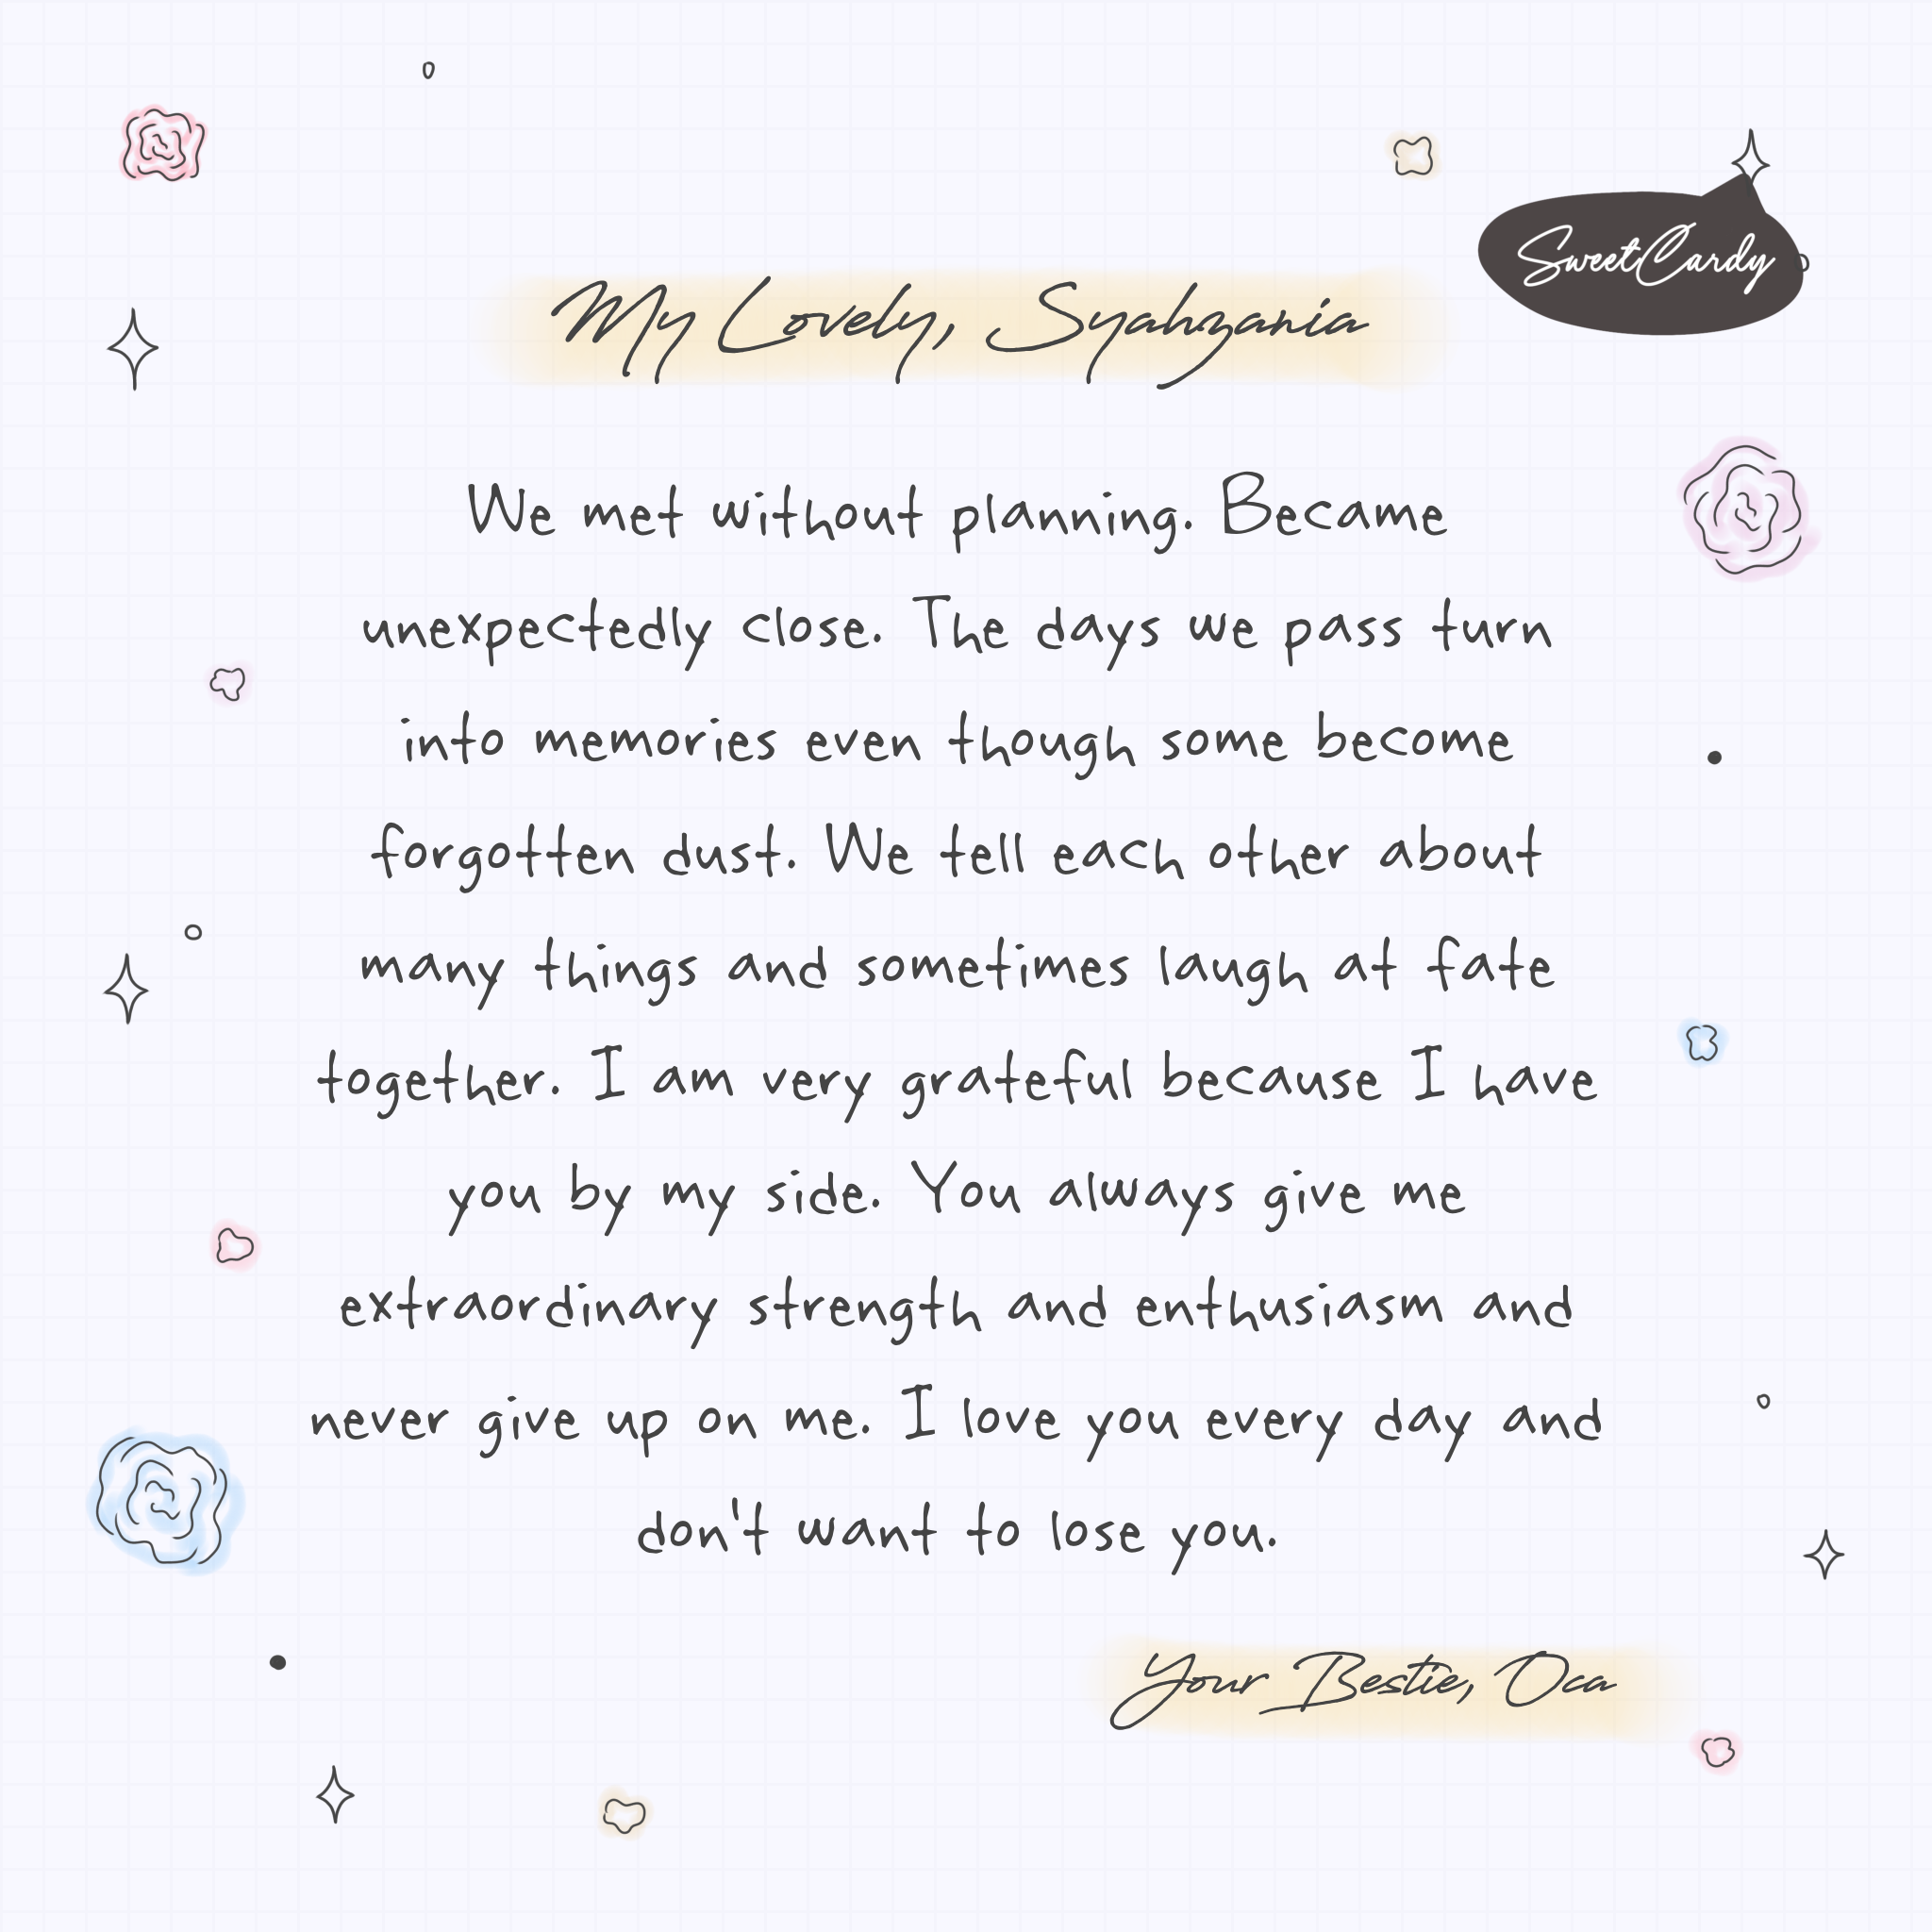 SweetCardy
My Lovely, Syahzania
We met without planning. Became
unexpectedly close. The days we pass turn
into memories even though some become
forgotten dust. We tell each other about
many things and sometimes laugh at fate
together. I am very grateful because I have
you by my side. You always give me
extraordinary strength and enthusiasm and
never give up on me. I love you every day and
don't want to lose you.
Your Bestie, Oca